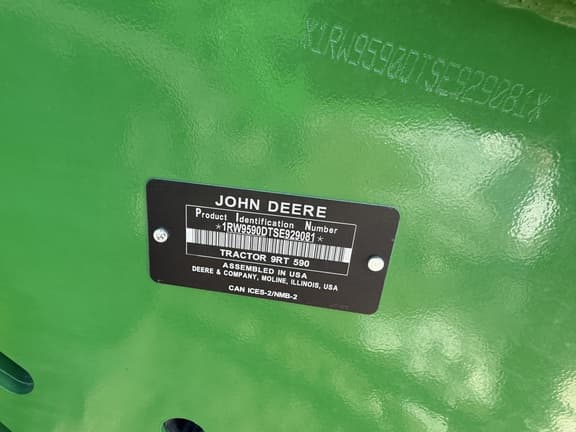 *1RW9590DTSE929081*
JOHN DEERE
Product Identification Number
*1RW9590DTSE929081*
TRACTOR 9RT 590
ASSEMBLED IN USA
DEERE & COMPANY, MOLINE, ILLINOIS, USA
CAN ICES-2/NMB-2